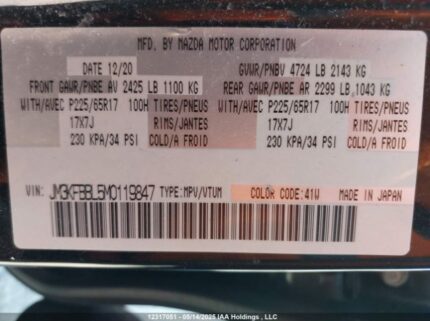 MFD. BY MAZDA MOTOR CORPORATION
DATE 12/20 GVWR/PNBV 4724 LB 2143 KG
FRONT GAWR/PNBE AV 2425 LB 1100 KG REAR GAWR/PNBE AR 2299 LB 1043 KG
WITH/AVEC P225/65R17 100H TIRES/PNEUS WITH/AVEC P225/65R17 100H TIRES/PNEUS
17X7J RIMS/JANTES 17X7J RIMS/JANTES
230 KPA/34 PSI COLD/A FROID 230 KPA/34 PSI COLD/A FROID
VIN: JM3KFBBL5M0119847 TYPE:MPV/VTUM COLOR CODE:41W MADE IN JAPAN
12317051 - 05/14/2025 IAA Holdings / Copyright